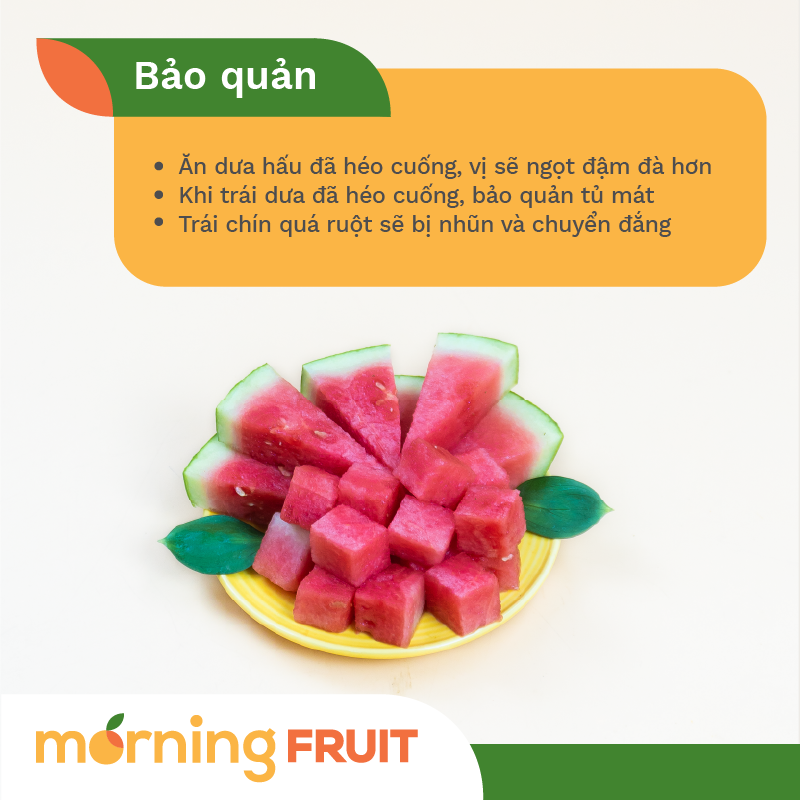 Bảo quản
• Ăn dưa hấu đã héo cuống, vị sẽ ngọt đậm đà hơn
• Khi trái dưa đã héo cuống, bảo quản tủ mát
• Trái chín quá ruột sẽ bị nhũn và chuyển đắng
morning FRUIT